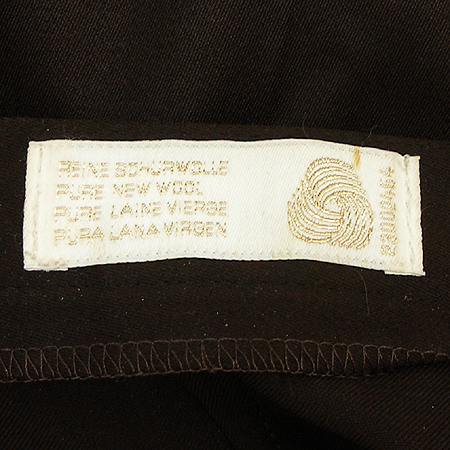 REINE SCHURWOLLE
PURE NEW WOOL
PURE LAINE VIERGE
PURA LANA VIRGEN